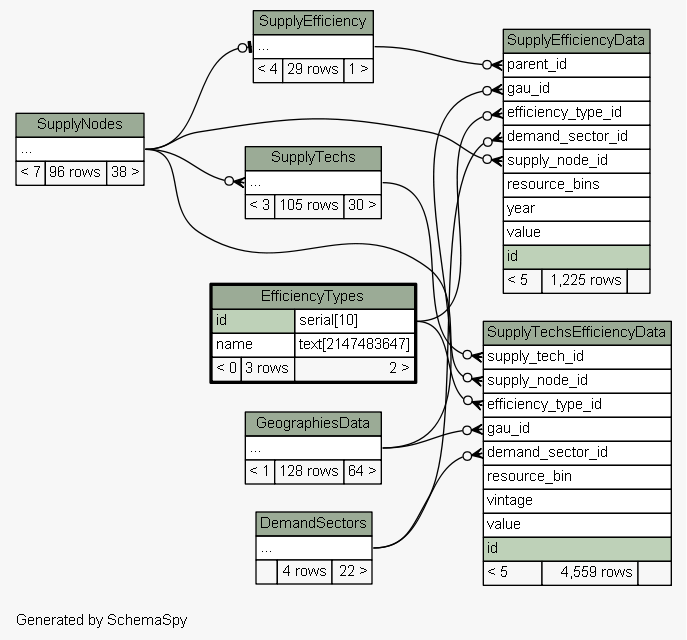 SupplyEfficiency
...
< 4 29 rows 1 >
SupplyEfficiencyData
parent_id
gau_id
efficiency_type_id
demand_sector_id
supply_node_id
resource_bins
year
value
id
< 5 1,225 rows
SupplyNodes
...
< 7 96 rows 38 >
SupplyTechs
...
< 3 105 rows 30 >
EfficiencyTypes
id serial[10]
name text[2147483647]
< 0 3 rows 2 >
SupplyTechsEfficiencyData
supply_tech_id
supply_node_id
efficiency_type_id
gau_id
demand_sector_id
resource_bin
vintage
value
id
< 5 4,559 rows
GeographiesData
...
< 1 128 rows 64 >
DemandSectors
...
4 rows 22 >
Generated by SchemaSpy